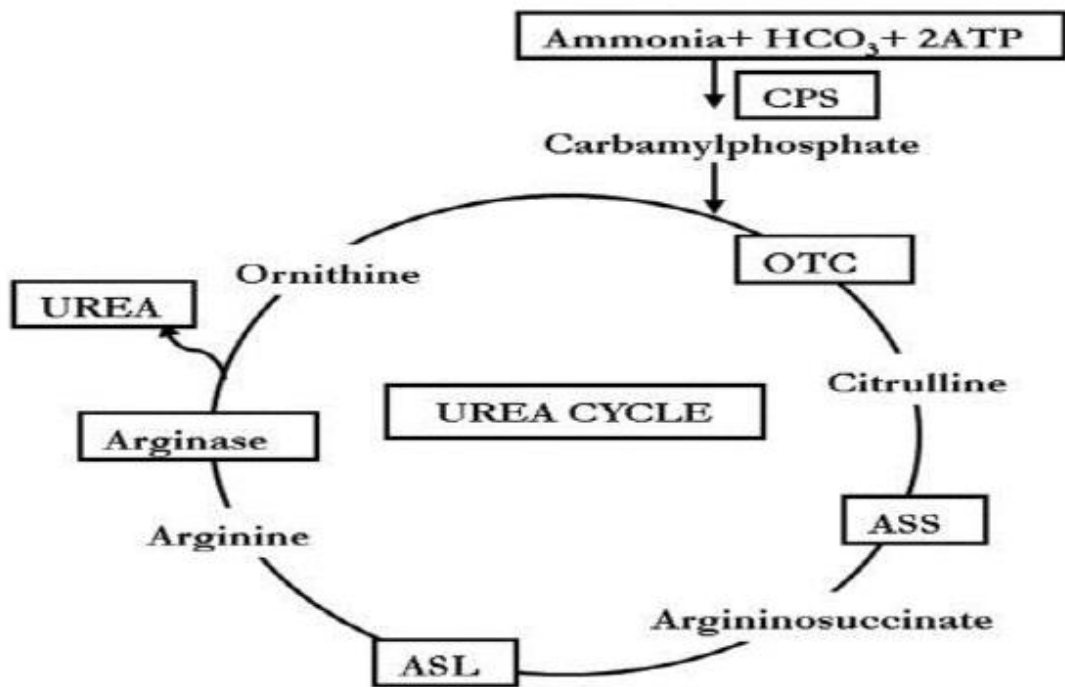 Ammonia+ HCO₃+ 2ATP
CPS
Carbamylphosphate
OTC
Ornithine
UREA
Citrulline
UREA CYCLE
Arginase
ASS
Arginine
Argininosuccinate
ASL